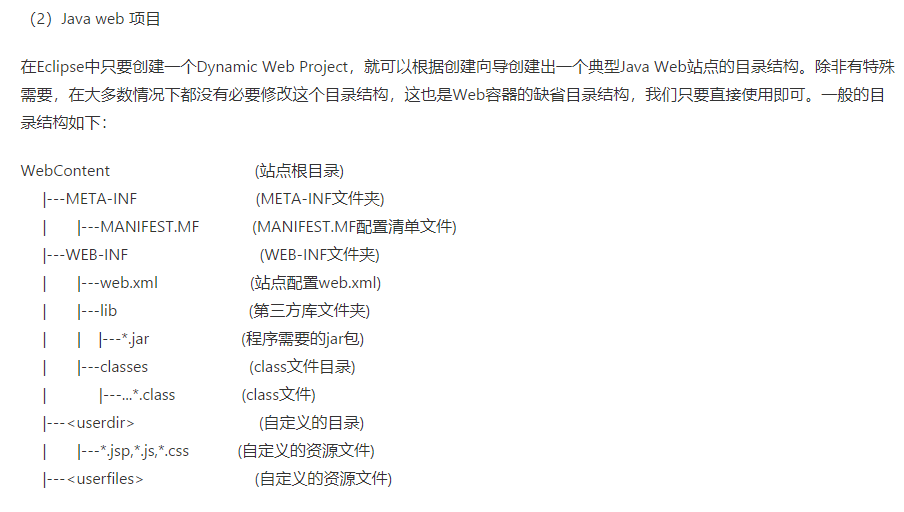 （2）Java web 项目
在Eclipse中只要创建一个Dynamic Web Project，就可以根据创建向导创建出一个典型Java Web站点的目录结构。除非有特殊
需要，在大多数情况下都没有必要修改这个目录结构，这也是Web容器的缺省目录结构，我们只要直接使用即可。一般的目
录结构如下：
WebContent (站点根目录)
|---META-INF (META-INF文件夹)
| |---MANIFEST.MF (MANIFEST.MF配置清单文件)
|---WEB-INF (WEB-INF文件夹)
| |---web.xml (站点配置web.xml)
| |---lib (第三方库文件夹)
| | |---*.jar (程序需要的jar包)
| |---classes (class文件目录)
| |---...*.class (class文件)
|---<userdir> (自定义的目录)
| |---*.jsp,*.js,*.css (自定义的资源文件)
|---<userfiles> (自定义的资源文件)